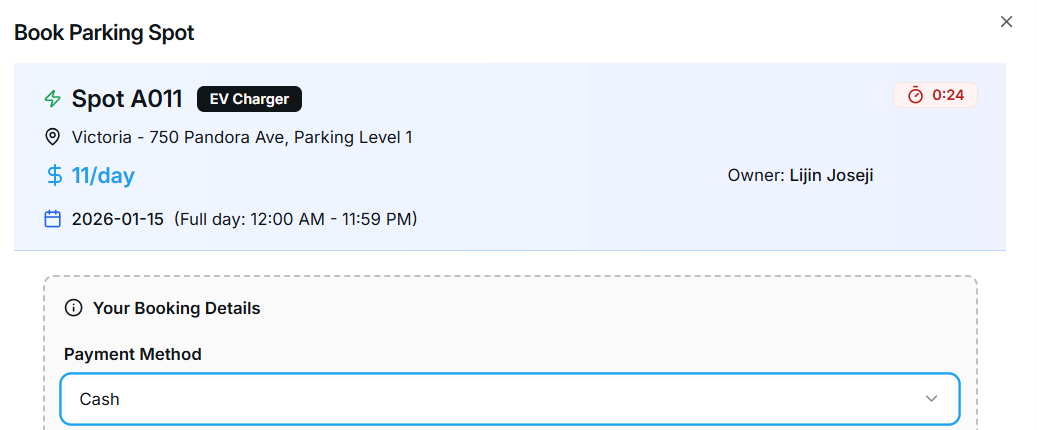 Book Parking Spot
Spot A011 EV Charger 0:24
Victoria - 750 Pandora Ave, Parking Level 1
$ 11/day Owner: Lijin Joseji
2026-01-15 (Full day: 12:00 AM - 11:59 PM)
Your Booking Details
Payment Method
Cash